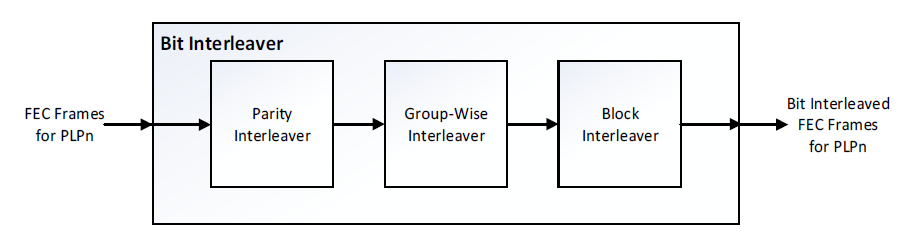 Bit Interleaver
FEC Frames
for PLPn
Parity
Interleaver
Group-Wise
Interleaver
Block
Interleaver
Bit Interleaved
FEC Frames
for PLPn